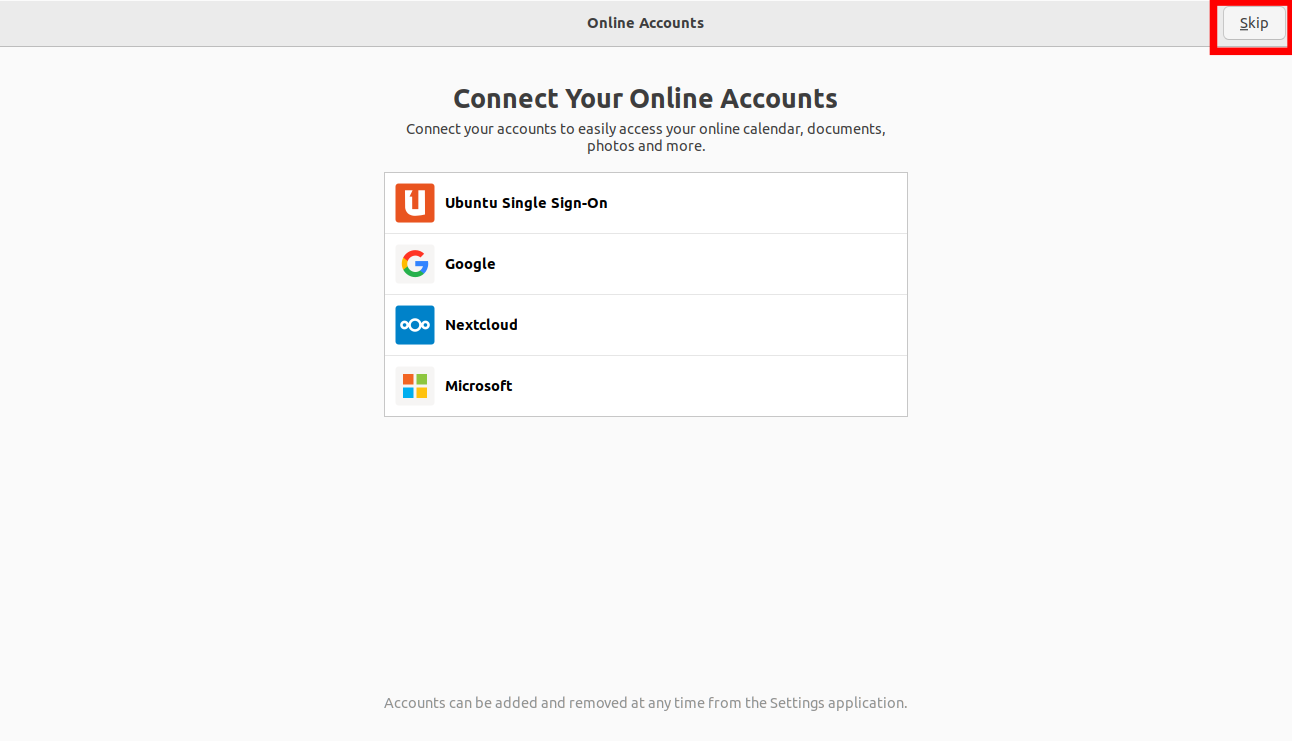 Online Accounts
Skip
Connect Your Online Accounts
Connect your accounts to easily access your online calendar, documents,
photos and more.
Ubuntu Single Sign-On
Google
Nextcloud
Microsoft
Accounts can be added and removed at any time from the Settings application.